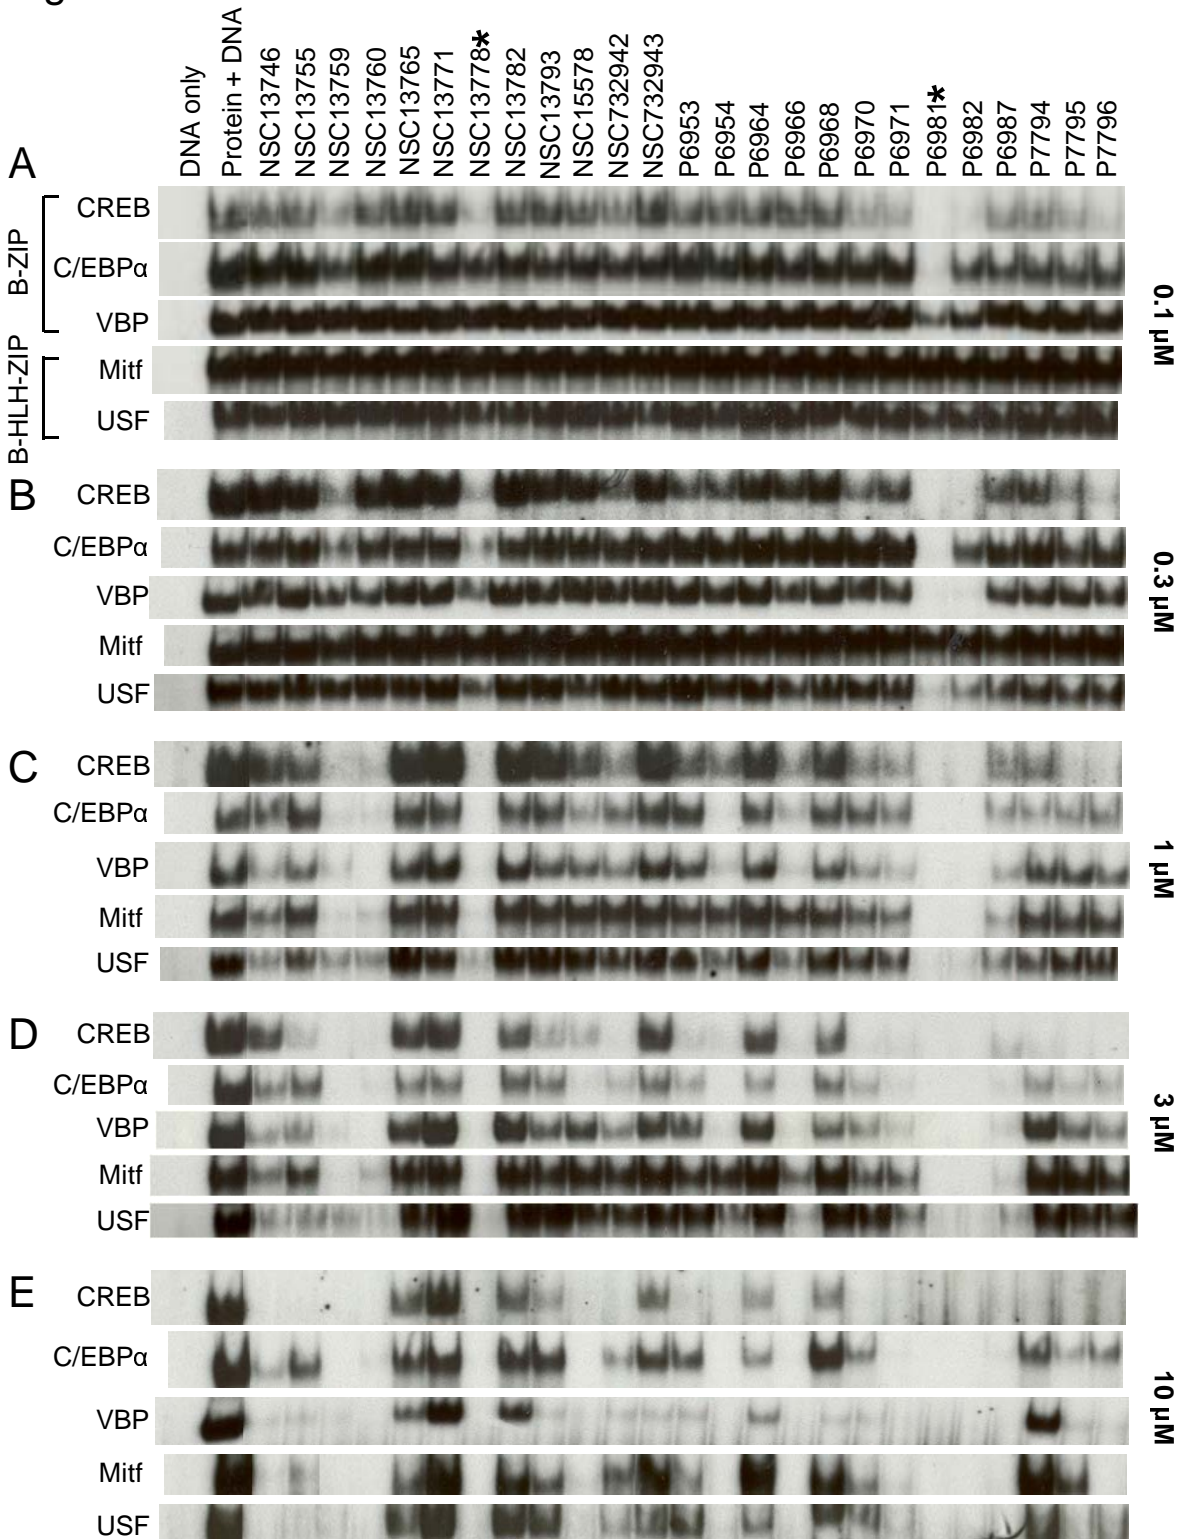 DNA only
Protein + DNA
NSC13746
NSC13755
NSC13759
NSC13760
NSC13765
NSC13771
NSC13778*
NSC13782
NSC13793
NSC15578
NSC732942
NSC732943
P6953
P6954
P6964
P6966
P6968
P6970
P6971
P6981*
P6982
P6987
P7794
P7795
P7796
A
B-ZIP
CREB
C/EBPα
VBP
B-HLH-ZIP
Mitf
USF
0.1 µM
B
CREB
C/EBPα
VBP
Mitf
USF
0.3 µM
C
CREB
C/EBPα
VBP
Mitf
USF
1 µM
D
CREB
C/EBPα
VBP
Mitf
USF
3 µM
E
CREB
C/EBPα
VBP
Mitf
USF
10 µM